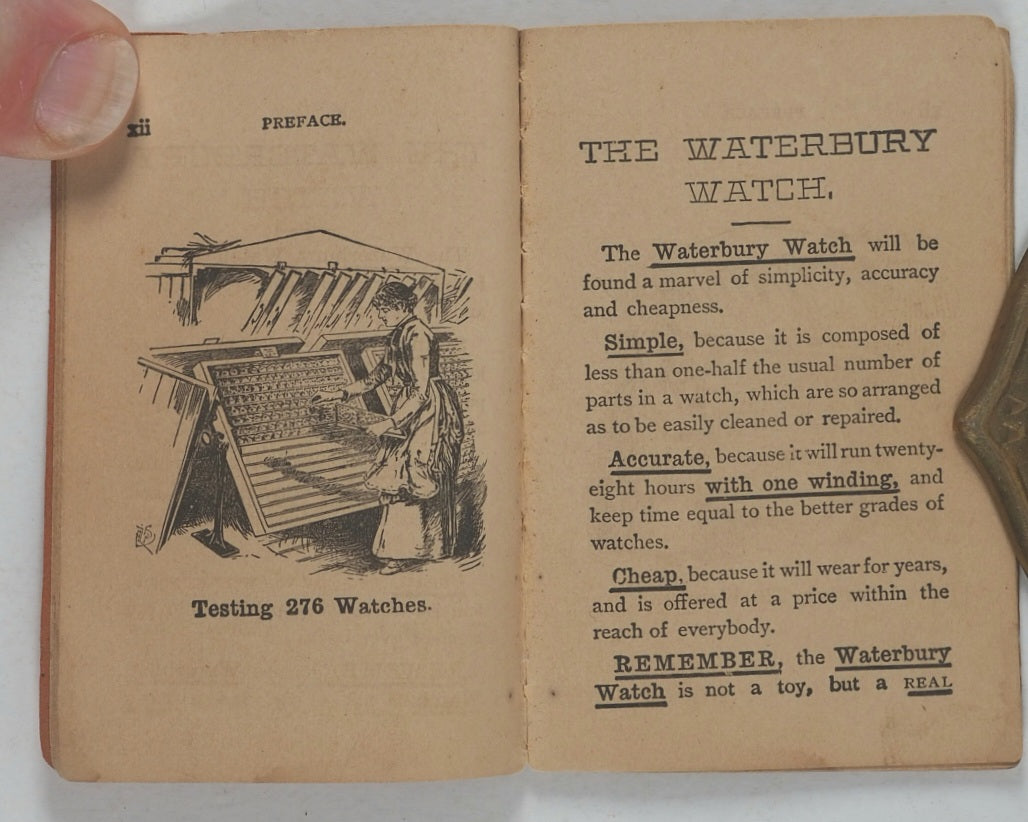 xii
PREFACE.
Testing 276 Watches.
THE WATERBURY
WATCH.
The Waterbury Watch will be
found a marvel of simplicity, accuracy
and cheapness.
Simple, because it is composed of
less than one-half the usual number of
parts in a watch, which are so arranged
as to be easily cleaned or repaired.
Accurate, because it will run twenty-
eight hours with one winding, and
keep time equal to the better grades of
watches.
Cheap, because it will wear for years,
and is offered at a price within the
reach of everybody.
REMEMBER, the Waterbury
Watch is not a toy, but a REAL